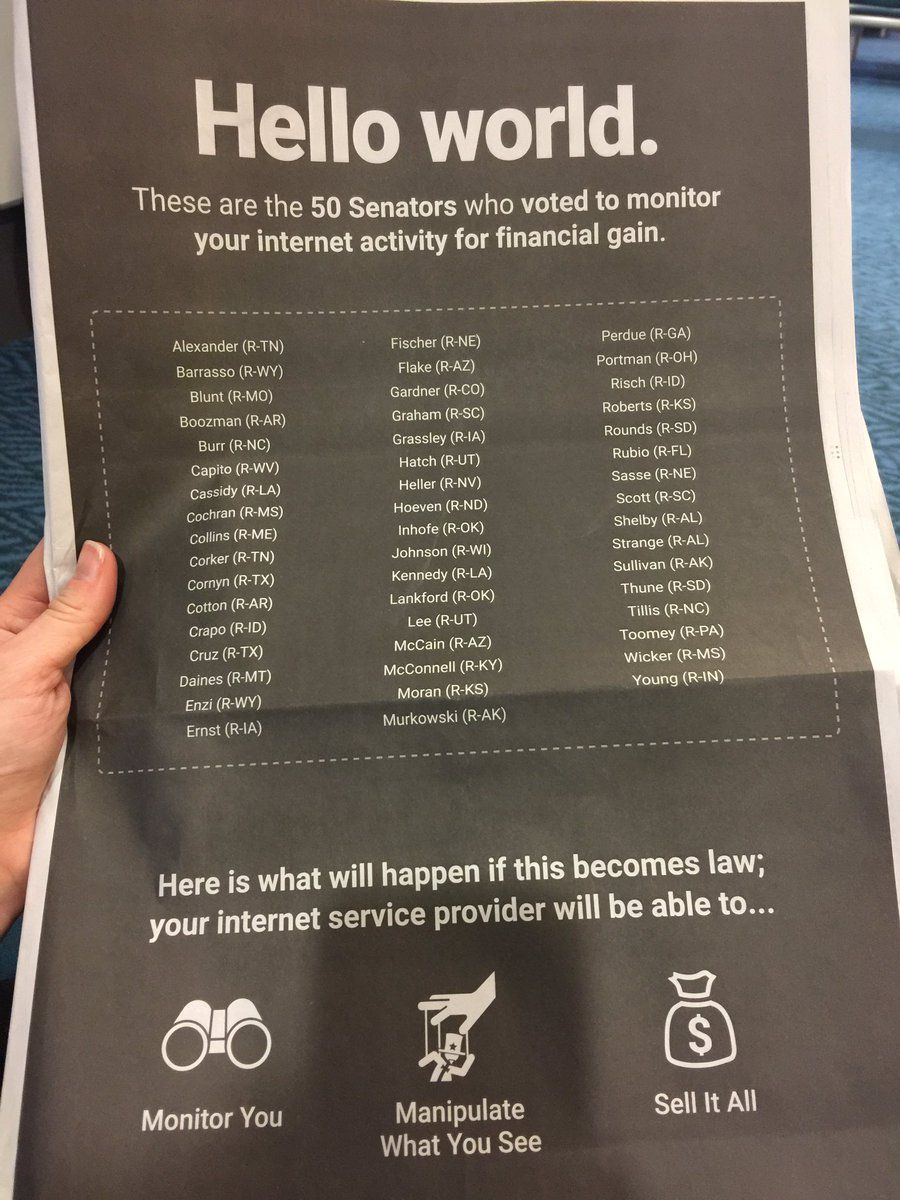 Hello world.
These are the 50 Senators who voted to monitor
your internet activity for financial gain.
Alexander (R-TN)
Barrasso (R-WY)
Blunt (R-MO)
Boozman (R-AR)
Burr (R-NC)
Capito (R-WV)
Cassidy (R-LA)
Cochran (R-MS)
Collins (R-ME)
Corker (R-TN)
Cornyn (R-TX)
Cotton (R-AR)
Crapo (R-ID)
Cruz (R-TX)
Daines (R-MT)
Enzi (R-WY)
Ernst (R-IA)
Fischer (R-NE)
Flake (R-AZ)
Gardner (R-CO)
Graham (R-SC)
Grassley (R-IA)
Hatch (R-UT)
Heller (R-NV)
Hoeven (R-ND)
Inhofe (R-OK)
Johnson (R-WI)
Kennedy (R-LA)
Lankford (R-OK)
Lee (R-UT)
McCain (R-AZ)
McConnell (R-KY)
Moran (R-KS)
Murkowski (R-AK)
Perdue (R-GA)
Portman (R-OH)
Risch (R-ID)
Roberts (R-KS)
Rounds (R-SD)
Rubio (R-FL)
Sasse (R-NE)
Scott (R-SC)
Shelby (R-AL)
Strange (R-AL)
Sullivan (R-AK)
Thune (R-SD)
Tillis (R-NC)
Toomey (R-PA)
Wicker (R-MS)
Young (R-IN)
Here is what will happen if this becomes law;
your internet service provider will be able to...
$
Monitor You
Manipulate
What You See
Sell It All